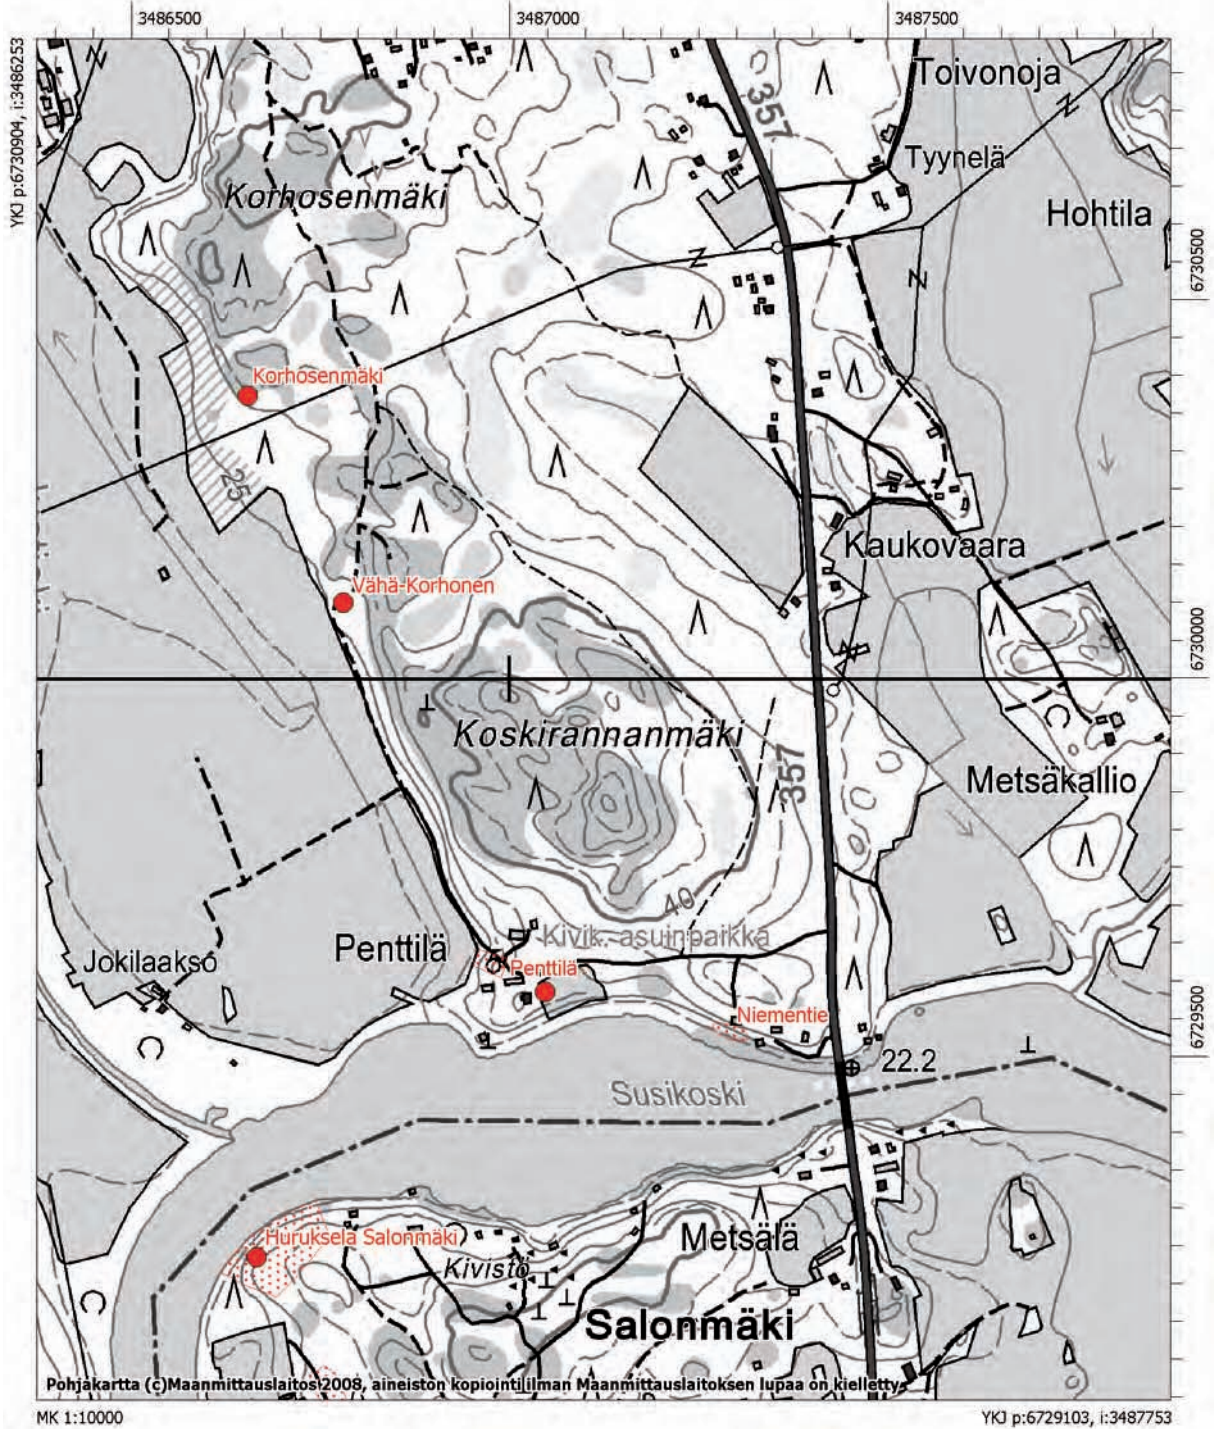 3486500
3487000
3487500
YKJ p:6730904, i:3486253
Toivonoja
357
Tyynelä
Korhosenmäki
Hohtila
6730500
Korhosenmäki
25
Kaukovaara
Vähä-Korhonen
6730000
Koskirannanmäki
357
Metsäkallio
40
Kivik. asuinpaikka
Penttilä
Jokilaakso
Penttilä
Niementie
6729500
22.2
Susikoski
Huruksela Salonmäki
Metsälä
Kivistö
Salonmäki
Pohjakartta (c)Maanmittauslaitos 2008, aineiston kopiointi ilman Maanmittauslaitoksen lupaa on kielletty
MK 1:10000
YKJ p:6729103, i:3487753